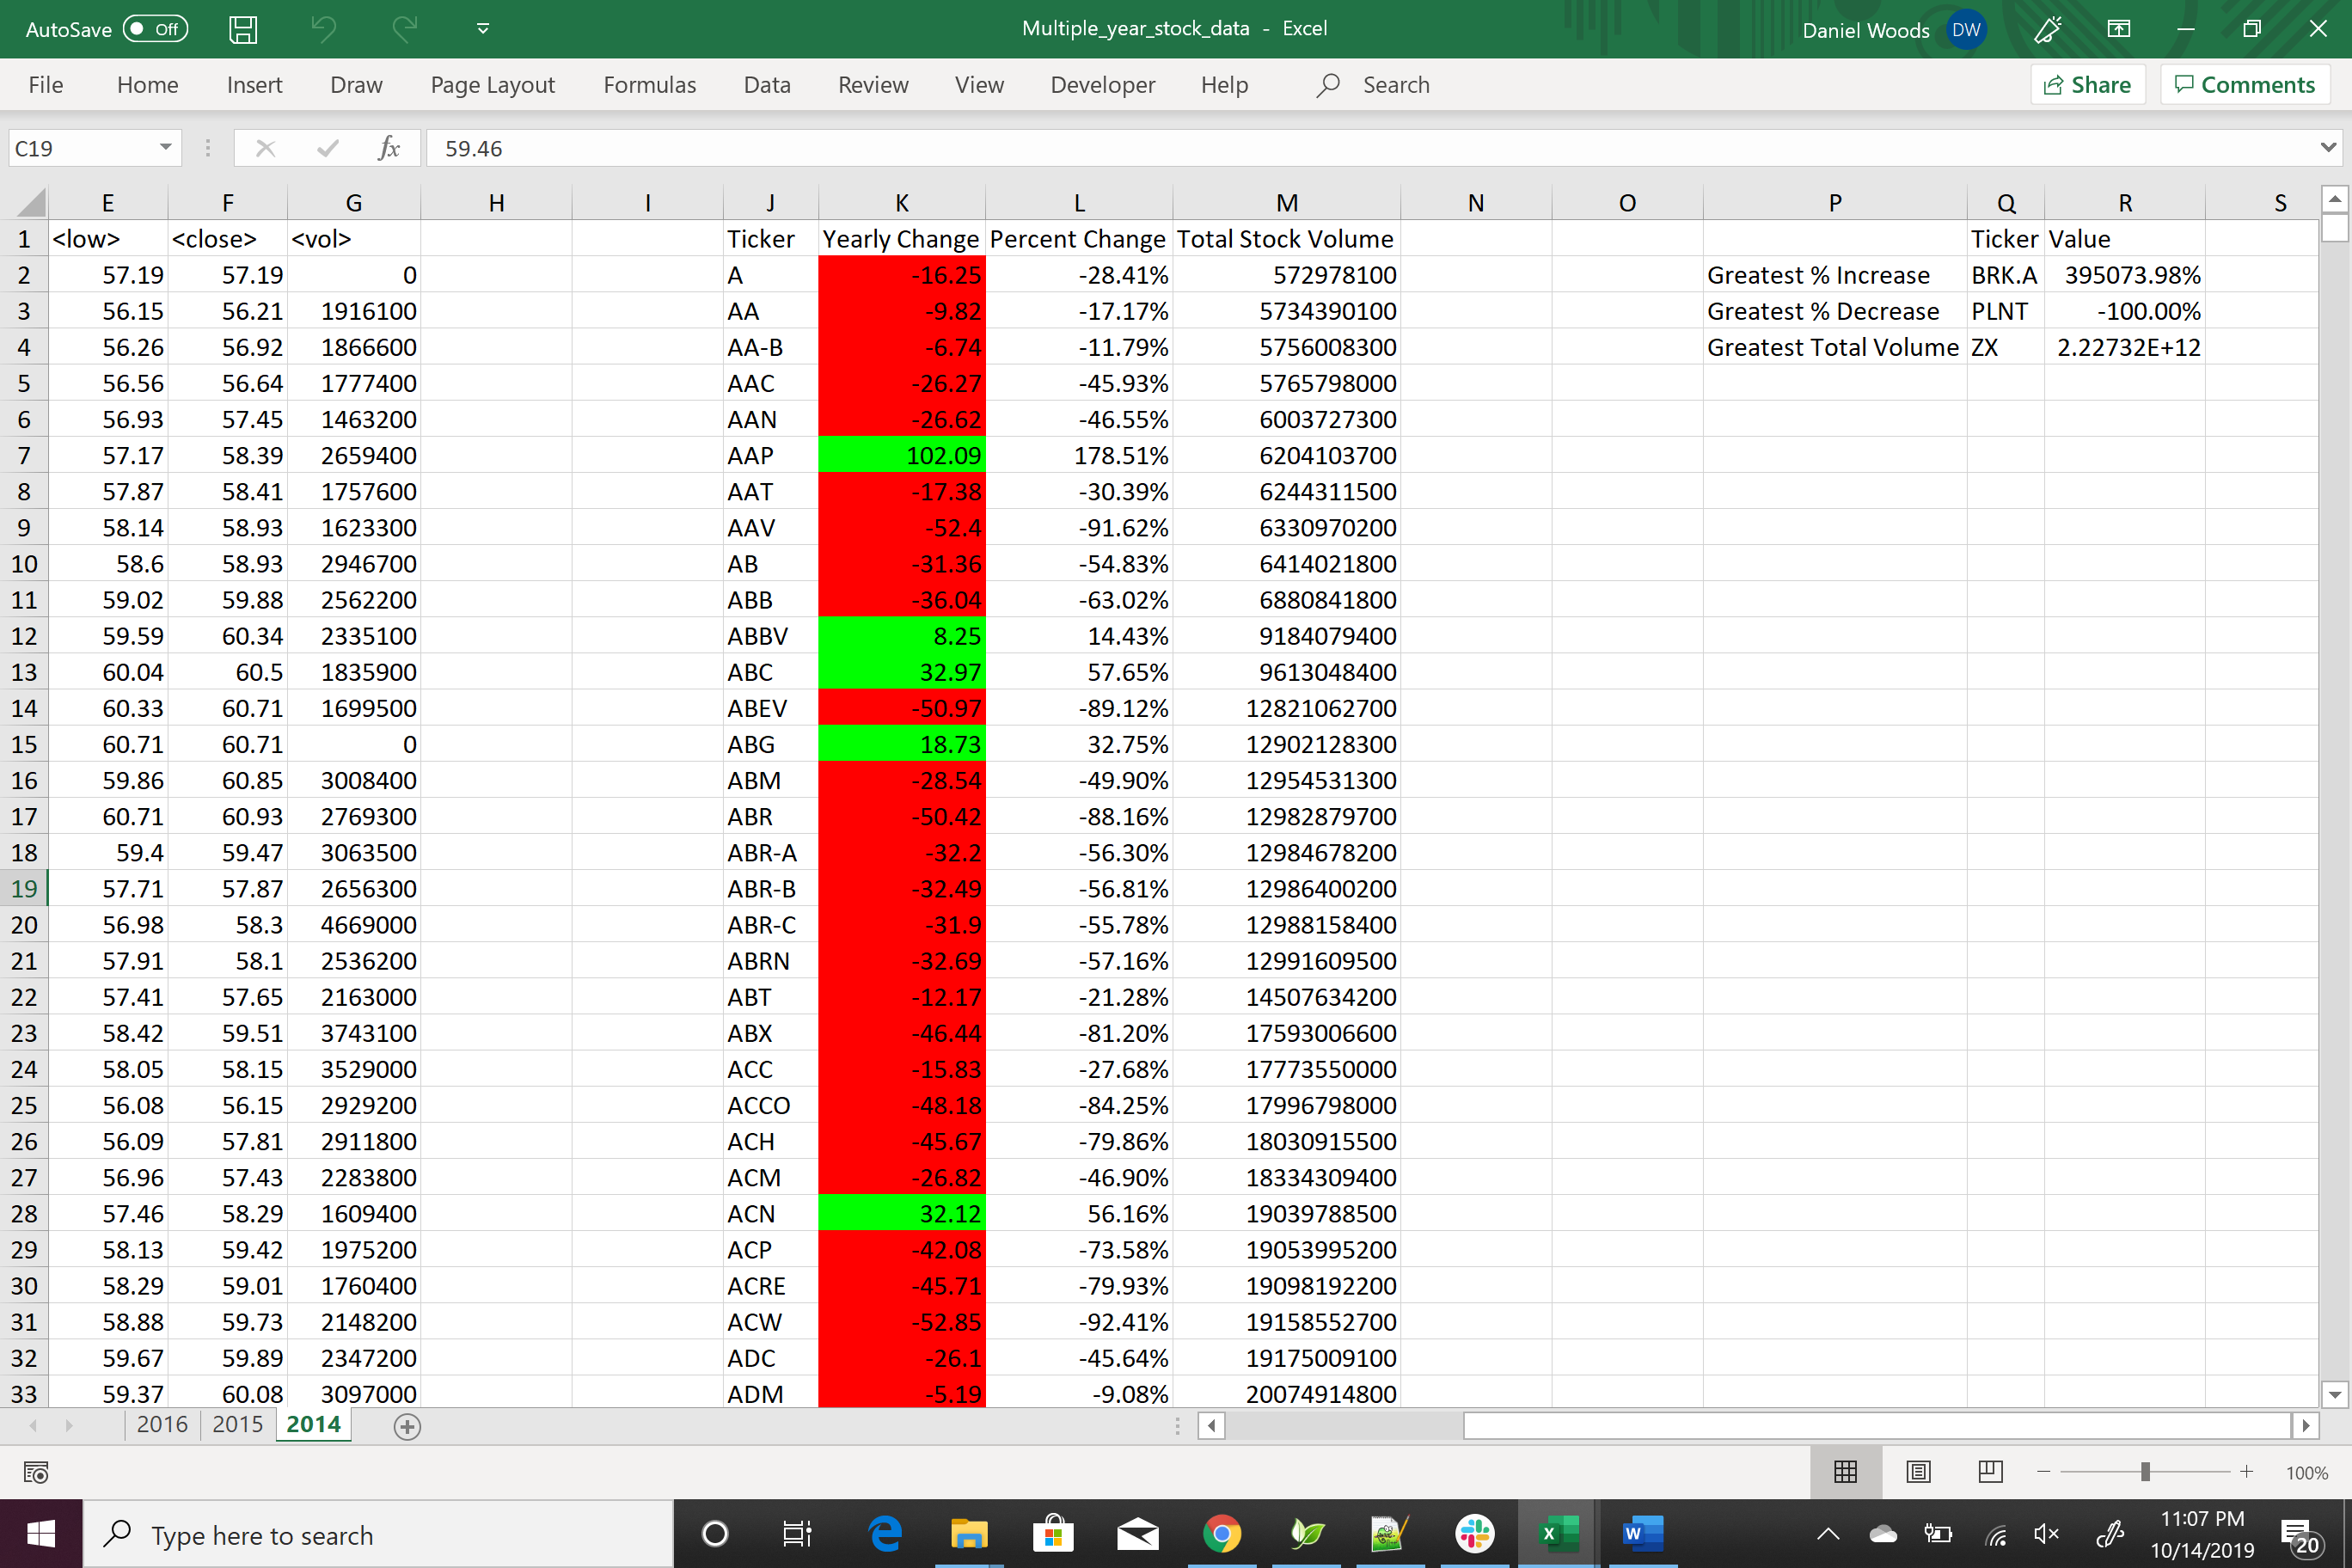 AutoSave Off Multiple_year_stock_data - Excel Daniel Woods DW
File Home Insert Draw Page Layout Formulas Data Review View Developer Help Search Share Comments
C19 fx 59.46
E F G H I J K L M N O P Q R S
1 <low> <close> <vol> Ticker Yearly Change Percent Change Total Stock Volume Ticker Value
2 57.19 57.19 0 A -16.25 -28.41% 572978100 Greatest % Increase BRK.A 395073.98%
3 56.15 56.21 1916100 AA -9.82 -17.17% 5734390100 Greatest % Decrease PLNT -100.00%
4 56.26 56.92 1866600 AA-B -6.74 -11.79% 5756008300 Greatest Total Volume ZX 2.22732E+12
5 56.56 56.64 1777400 AAC -26.27 -45.93% 5765798000
6 56.93 57.45 1463200 AAN -26.62 -46.55% 6003727300
7 57.17 58.39 2659400 AAP 102.09 178.51% 6204103700
8 57.87 58.41 1757600 AAT -17.38 -30.39% 6244311500
9 58.14 58.93 1623300 AAV -52.4 -91.62% 6330970200
10 58.6 58.93 2946700 AB -31.36 -54.83% 6414021800
11 59.02 59.88 2562200 ABB -36.04 -63.02% 6880841800
12 59.59 60.34 2335100 ABBV 8.25 14.43% 9184079400
13 60.04 60.5 1835900 ABC 32.97 57.65% 9613048400
14 60.33 60.71 1699500 ABEV -50.97 -89.12% 12821062700
15 60.71 60.71 0 ABG 18.73 32.75% 12902128300
16 59.86 60.85 3008400 ABM -28.54 -49.90% 12954531300
17 60.71 60.93 2769300 ABR -50.42 -88.16% 12982879700
18 59.4 59.47 3063500 ABR-A -32.2 -56.30% 12984678200
19 57.71 57.87 2656300 ABR-B -32.49 -56.81% 12986400200
20 56.98 58.3 4669000 ABR-C -31.9 -55.78% 12988158400
21 57.91 58.1 2536200 ABRN -32.69 -57.16% 12991609500
22 57.41 57.65 2163000 ABT -12.17 -21.28% 14507634200
23 58.42 59.51 3743100 ABX -46.44 -81.20% 17593006600
24 58.05 58.15 3529000 ACC -15.83 -27.68% 17773550000
25 56.08 56.15 2929200 ACCO -48.18 -84.25% 17996798000
26 56.09 57.81 2911800 ACH -45.67 -79.86% 18030915500
27 56.96 57.43 2283800 ACM -26.82 -46.90% 18334309400
28 57.46 58.29 1609400 ACN 32.12 56.16% 19039788500
29 58.13 59.42 1975200 ACP -42.08 -73.58% 19053995200
30 58.29 59.01 1760400 ACRE -45.71 -79.93% 19098192200
31 58.88 59.73 2148200 ACW -52.85 -92.41% 19158552700
32 59.67 59.89 2347200 ADC -26.1 -45.64% 19175009100
33 59.37 60.08 3097000 ADM -5.19 -9.08% 20074914800
2016 2015 2014
100%
Type here to search 11:07 PM
10/14/2019 20